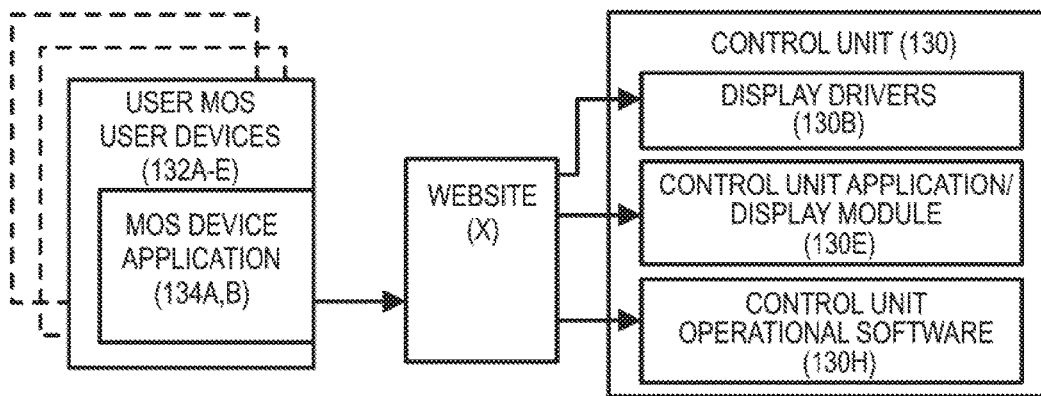 USER MOS
USER DEVICES
(132A-E)
MOS DEVICE
APPLICATION
(134A,B)
WEBSITE
(X)
CONTROL UNIT (130)
DISPLAY DRIVERS
(130B)
CONTROL UNIT APPLICATION/
DISPLAY MODULE
(130E)
CONTROL UNIT
OPERATIONAL SOFTWARE
(130H)